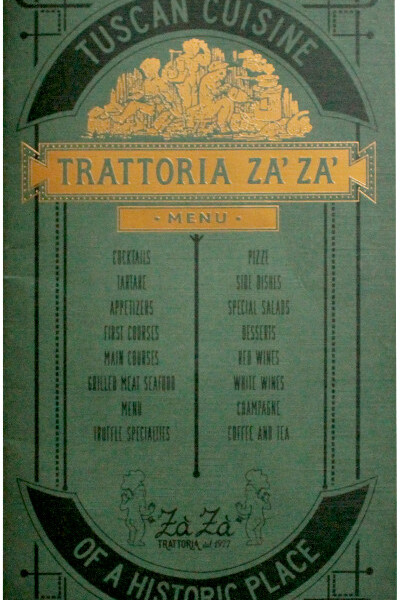 TUSCAN CUISINE
TRATTORIA ZA' ZA'
· MENU ·
COCKTAILS
TARTARE
APPETIZERS
FIRST COURSES
MAIN COURSES
GRILLED MEAT SEAFOOD
MENU
TRUFFLE SPECIALTIES
PIZZE
SIDE DISHES
SPECIAL SALADS
DESSERTS
RED WINES
WHITE WINES
CHAMPAGNE
COFFEE AND TEA
Zà Zà
TRATTORIA dal 1977
OF A HISTORIC PLACE